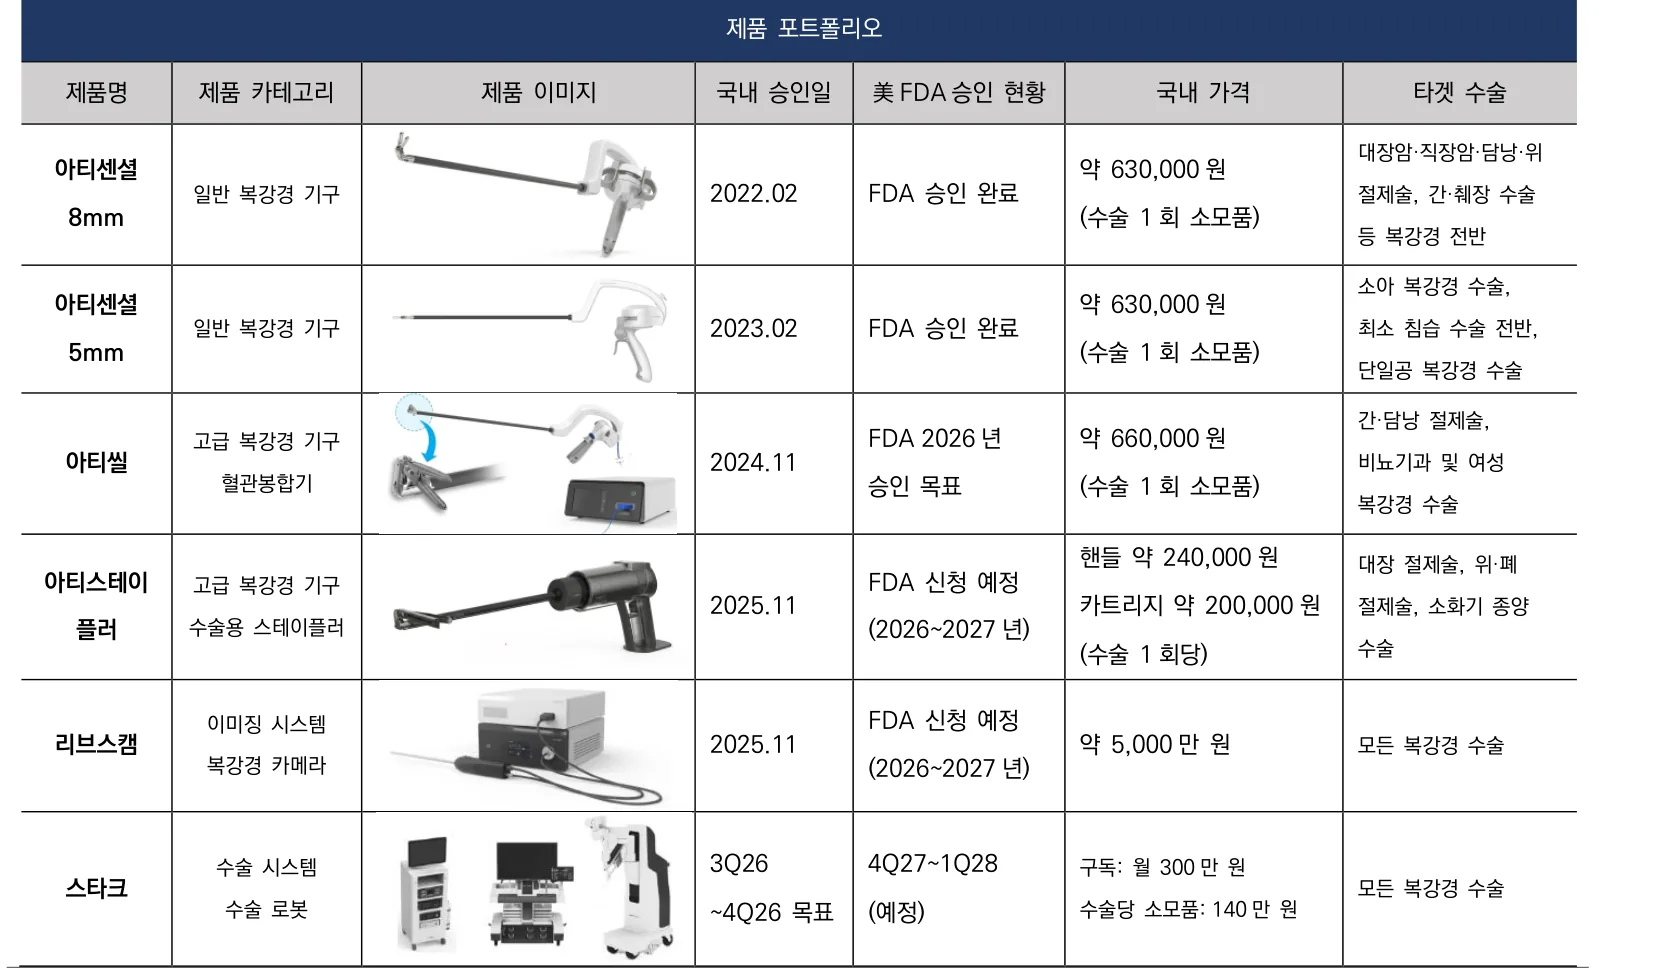 제품 포트폴리오
제품명 제품 카테고리 제품 이미지 국내 승인일 美 FDA 승인 현황 국내 가격 타겟 수술
아티센셜
8mm
일반 복강경 기구
2022.02
FDA 승인 완료
약 630,000 원
(수술 1 회 소모품)
대장암·직장암·담낭·위
절제술, 간·췌장 수술
등 복강경 전반
아티센셜
5mm
일반 복강경 기구
2023.02
FDA 승인 완료
약 630,000 원
(수술 1 회 소모품)
소아 복강경 수술,
최소 침습 수술 전반,
단일공 복강경 수술
아티씰
고급 복강경 기구
혈관봉합기
2024.11
FDA 2026 년
승인 목표
약 660,000 원
(수술 1 회 소모품)
간·담낭 절제술,
비뇨기과 및 여성
복강경 수술
아티스테이
플러
고급 복강경 기구
수술용 스테이플러
2025.11
FDA 신청 예정
(2026~2027 년)
핸들 약 240,000 원
카트리지 약 200,000 원
(수술 1 회당)
대장 절제술, 위·폐
절제술, 소화기 종양
수술
리브스캠
이미징 시스템
복강경 카메라
2025.11
FDA 신청 예정
(2026~2027 년)
약 5,000 만 원
모든 복강경 수술
스타크
수술 시스템
수술 로봇
3Q26
~4Q26 목표
4Q27~1Q28
(예정)
구독: 월 300 만 원
수술당 소모품: 140 만 원
모든 복강경 수술